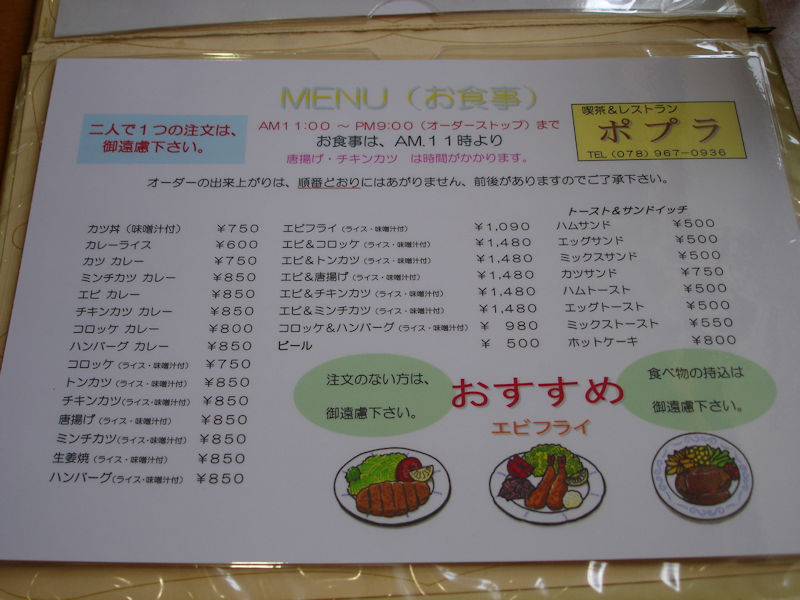 MENU（お食事）
二人で１つの注文は、
御遠慮下さい。
AM１１:００ ～ PM９:００（オーダーストップ）まで
お食事は、AM.１１時より
唐揚げ・チキンカツ は時間がかかります。
喫茶＆レストラン
ポプラ
TEL (078) 967-0936
オーダーの出来上がりは、順番どおりにはあがりません、前後がありますのでご了承下さい。
カツ丼（味噌汁付） ￥７５０
カレーライス ￥６００
カツ カレー ￥７５０
ミンチカツ カレー ￥８５０
エビ カレー ￥８５０
チキンカツ カレー ￥８５０
コロッケ カレー ￥８００
ハンバーグ カレー ￥８５０
コロッケ（ライス・味噌汁付） ￥７５０
トンカツ（ライス・味噌汁付） ￥８５０
チキンカツ（ライス・味噌汁付） ￥８５０
唐揚げ（ライス・味噌汁付） ￥８５０
ミンチカツ（ライス・味噌汁付） ￥８５０
生姜焼（ライス・味噌汁付） ￥８５０
ハンバーグ（ライス・味噌汁付） ￥８５０
エビフライ（ライス・味噌汁付） ￥１,０９０
エビ＆コロッケ（ライス・味噌汁付） ￥１,４８０
エビ＆トンカツ（ライス・味噌汁付） ￥１,４８０
エビ＆唐揚げ（ライス・味噌汁付） ￥１,４８０
エビ＆チキンカツ（ライス・味噌汁付） ￥１,４８０
エビ＆ミンチカツ（ライス・味噌汁付） ￥１,４８０
コロッケ＆ハンバーグ（ライス・味噌汁付） ￥ ９８０
ビール ￥ ５００
トースト＆サンドイッチ
ハムサンド ￥５００
エッグサンド ￥５００
ミックスサンド ￥５５０
カツサンド ￥７５０
ハムトースト ￥５００
エッグトースト ￥５００
ミックストースト ￥５５０
ホットケーキ ￥８００
注文のない方は、
御遠慮下さい。
おすすめ
エビフライ
食べ物の持込は
御遠慮下さい。